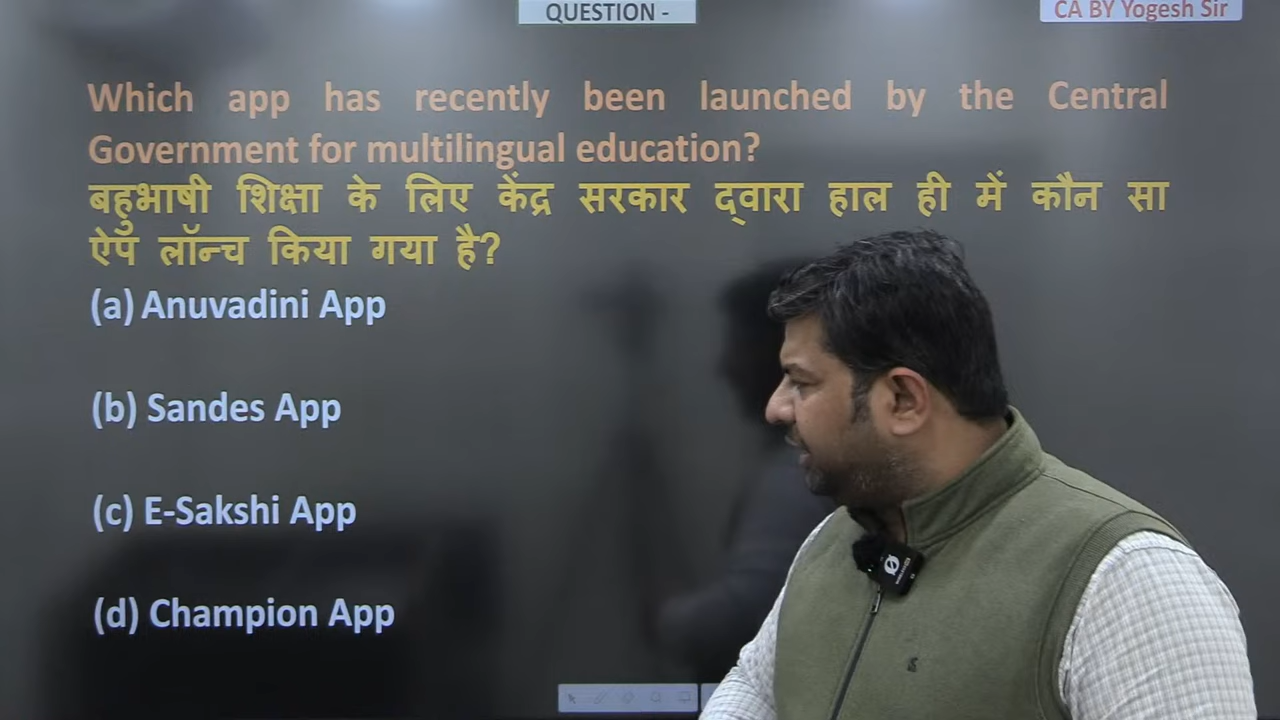 QUESTION -
CA BY Yogesh Sir
Which app has recently been launched by the Central
Government for multilingual education?
बहुभाषी शिक्षा के लिए केंद्र सरकार द्वारा हाल ही में कौन सा
ऐप लॉन्च किया गया है?
(a) Anuvadini App
(b) Sandes App
(c) E-Sakshi App
(d) Champion App